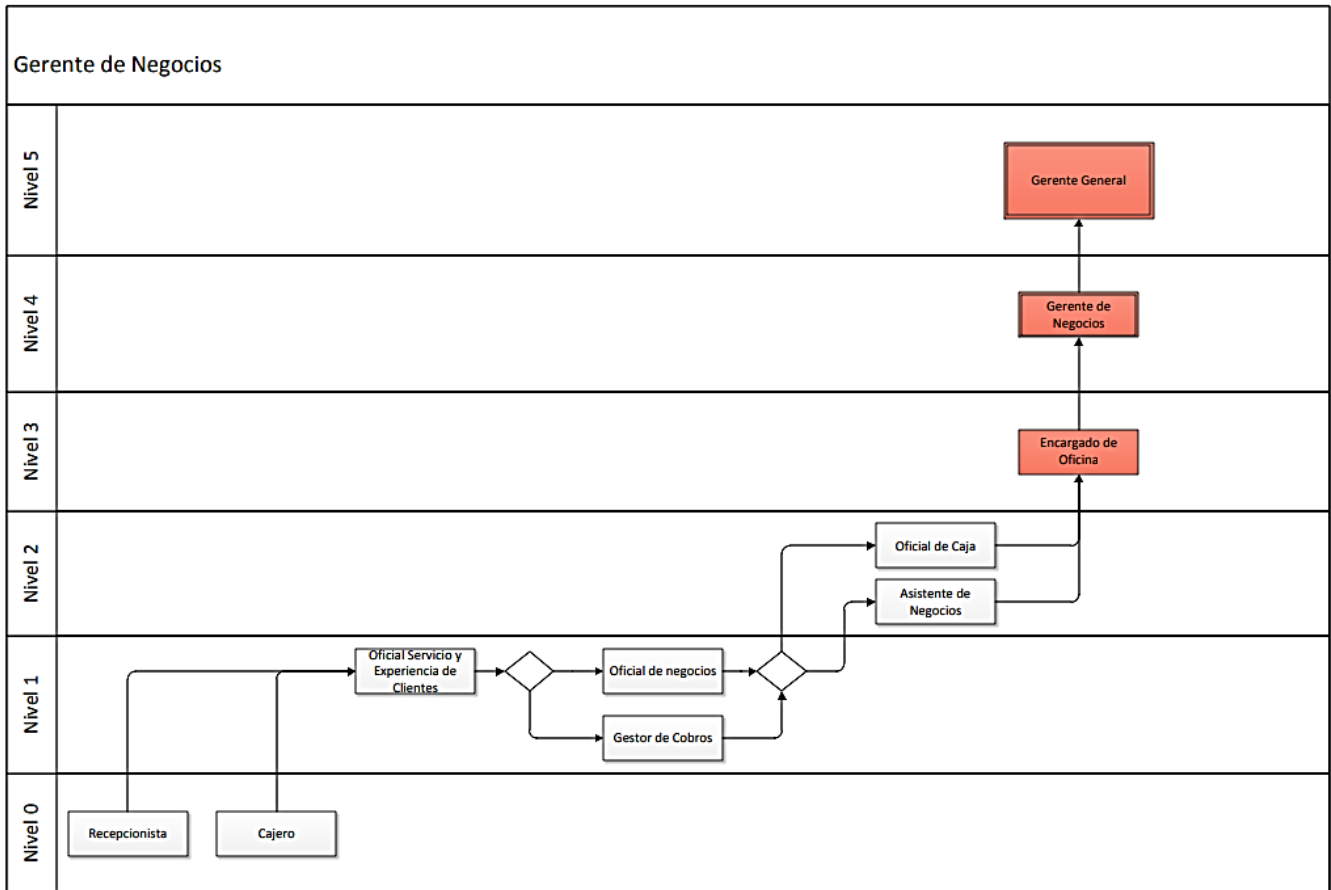 Gerente de Negocios
Nivel 5
Gerente General
Nivel 4
Gerente de
Negocios
Nivel 3
Encargado de
Oficina
Nivel 2
Oficial de Caja
Asistente de
Negocios
Nivel 1
Oficial Servicio y
Experiencia de
Clientes
Oficial de negocios
Gestor de Cobros
Nivel 0
Recepcionista
Cajero